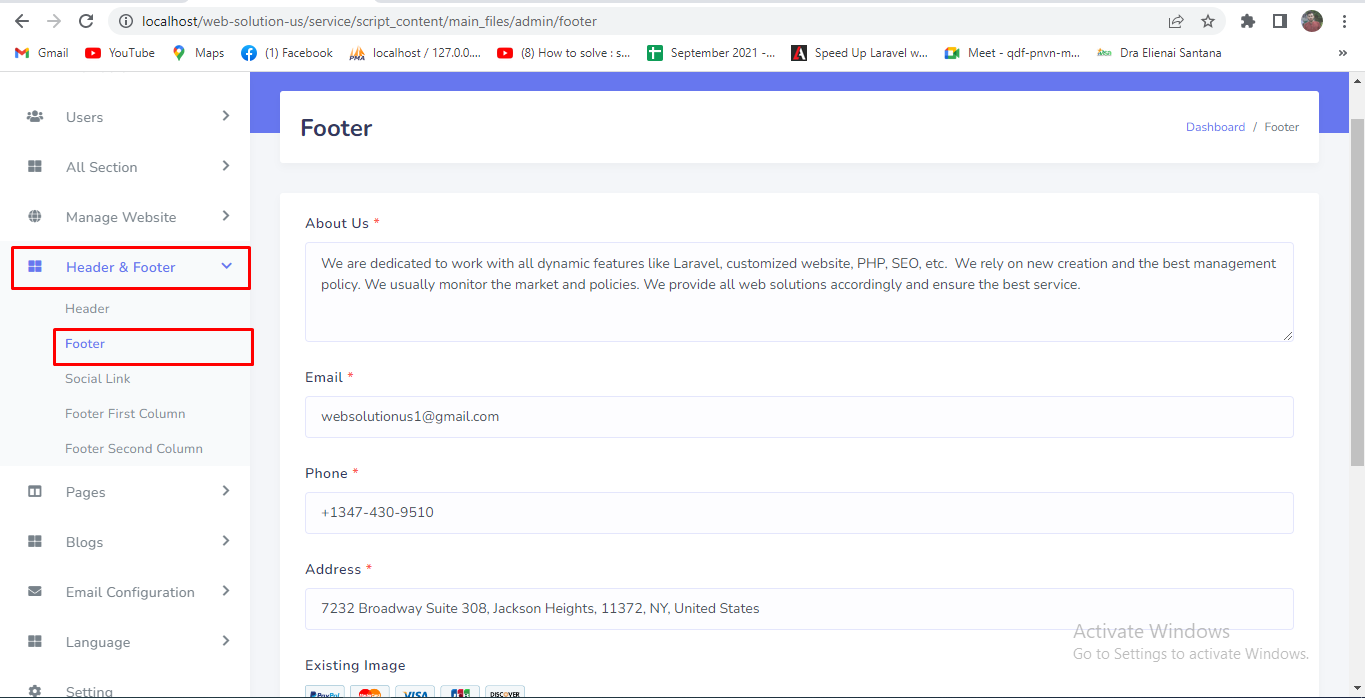 localhost/web-solution-us/service/script_content/main_files/admin/footer
Gmail
YouTube
Maps
(1) Facebook
localhost / 127.0.0....
(8) How to solve : s...
September 2021 -...
Speed Up Laravel w...
Meet - qdf-pnvn-m...
Dra Elienai Santana
»
Users
All Section
Manage Website
Header & Footer
Header
Footer
Social Link
Footer First Column
Footer Second Column
Pages
Blogs
Email Configuration
Language
Setting
Footer
Dashboard / Footer
About Us *
We are dedicated to work with all dynamic features like Laravel, customized website, PHP, SEO, etc.  We rely on new creation and the best management
policy. We usually monitor the market and policies. We provide all web solutions accordingly and ensure the best service.
Email *
websolutionus1@gmail.com
Phone *
+1347-430-9510
Address *
7232 Broadway Suite 308, Jackson Heights, 11372, NY, United States
Existing Image
PayPal
VISA
JCB
DISCOVER
Activate Windows
Go to Settings to activate Windows.